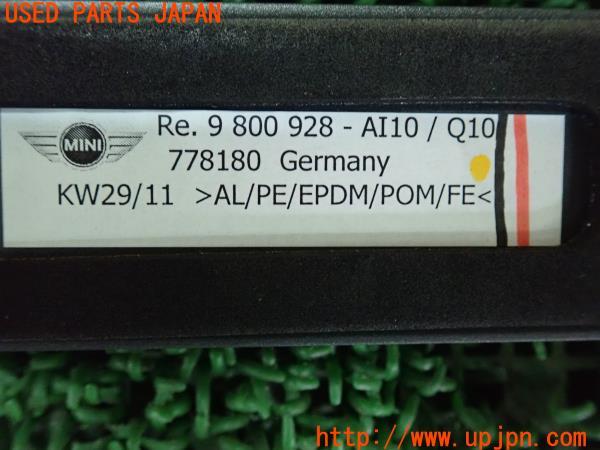 USED PARTS JAPAN
MINI
Re. 9 800 928 - AI10 / Q10
778180 Germany
KW29/11 >AL/PE/EPDM/POM/FE<
http://www.upjpn.com/